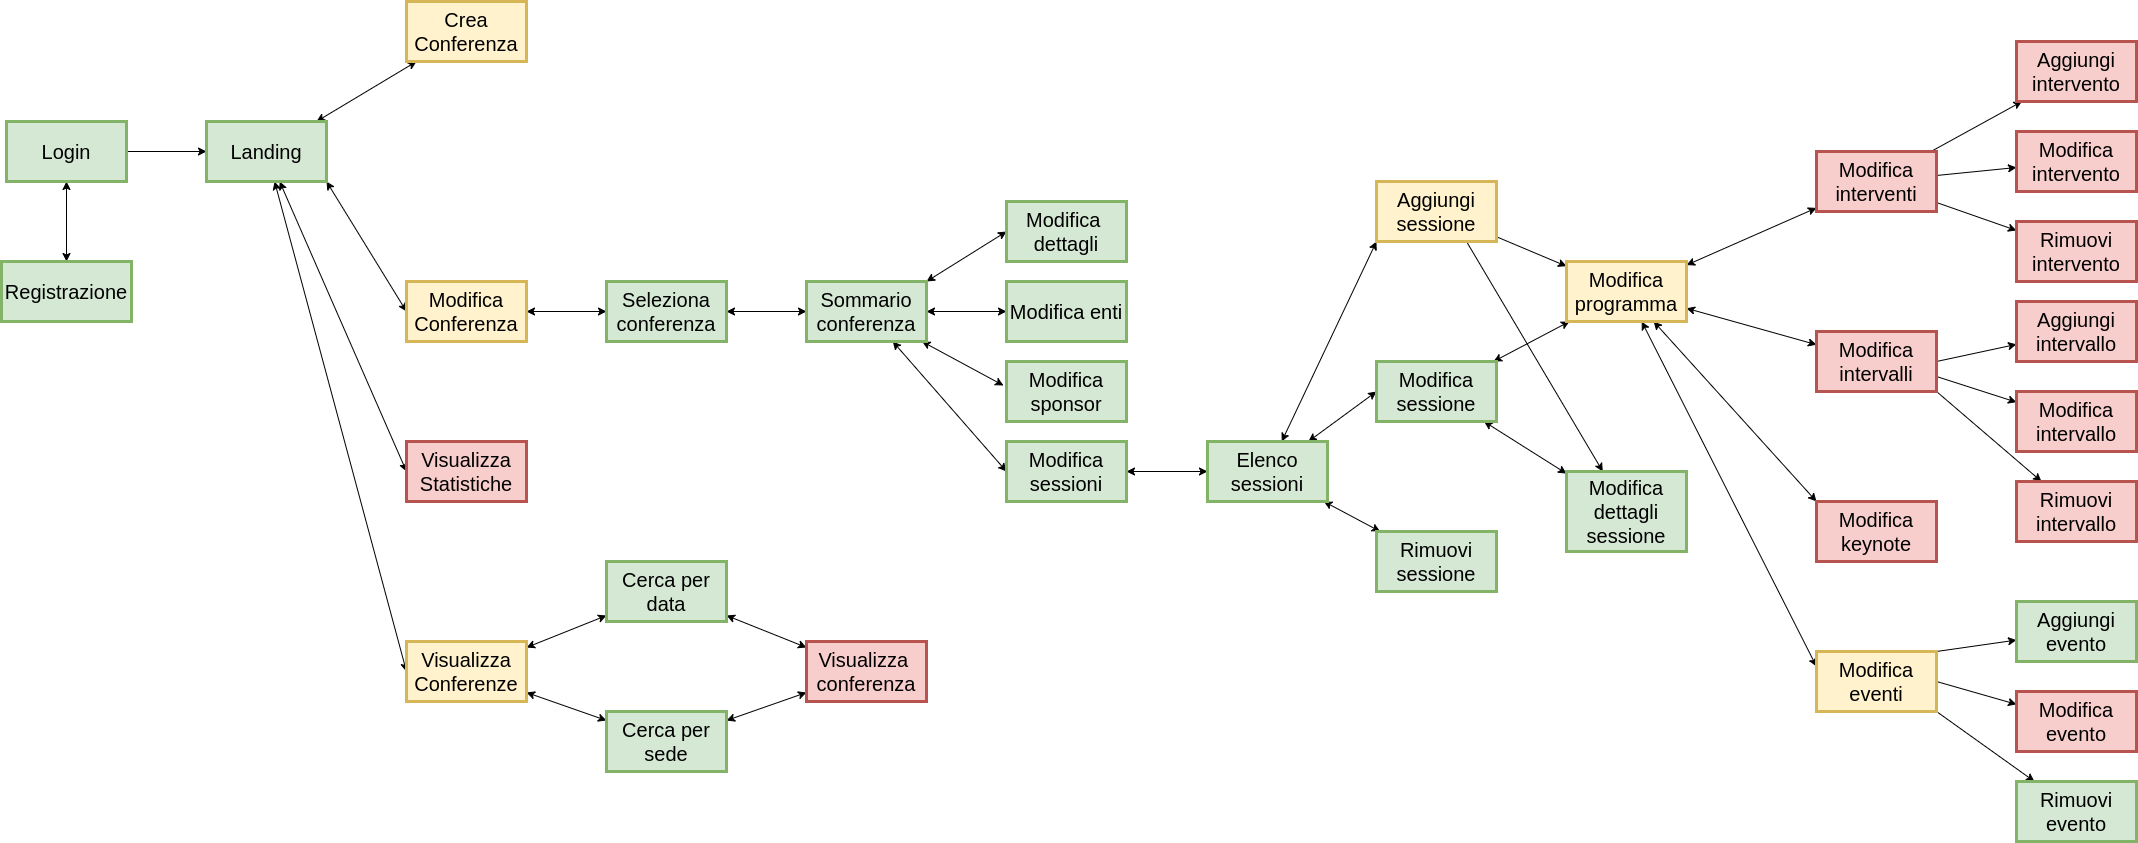 Crea
Conferenza
Login
Landing
Registrazione
Modifica
Conferenza
Seleziona
conferenza
Sommario
conferenza
Modifica
dettagli
Modifica enti
Modifica
sponsor
Modifica
sessioni
Visualizza
Statistiche
Visualizza
Conferenze
Cerca per
data
Cerca per
sede
Visualizza
conferenza
Elenco
sessioni
Aggiungi
sessione
Modifica
sessione
Rimuovi
sessione
Modifica
programma
Modifica
dettagli
sessione
Modifica
interventi
Modifica
intervalli
Modifica
keynote
Modifica
eventi
Aggiungi
intervento
Modifica
intervento
Rimuovi
intervento
Aggiungi
intervallo
Modifica
intervallo
Rimuovi
intervallo
Aggiungi
evento
Modifica
evento
Rimuovi
evento